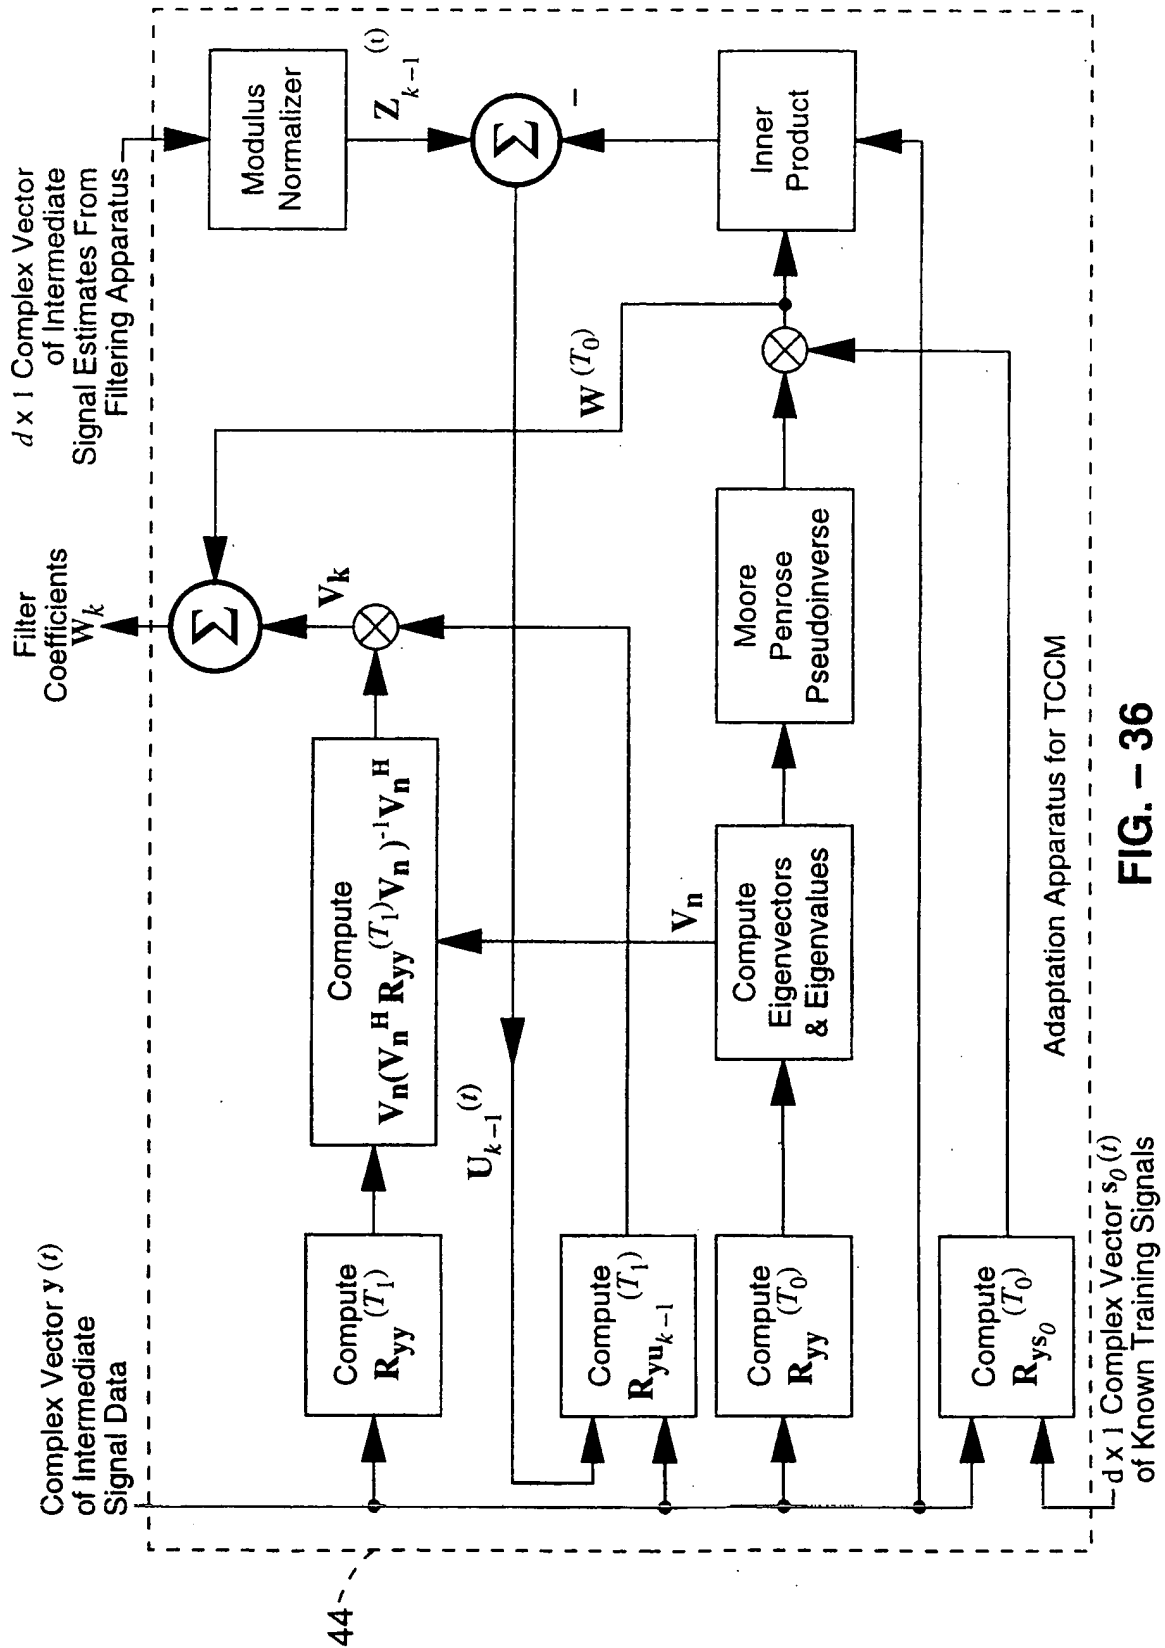 Complex Vector y (t)
of Intermediate
Signal Data
Filter
Coefficients
W_k
d x 1 Complex Vector
of Intermediate
Signal Estimates From
Filtering Apparatus
44
Compute
R_yy^(T_1)
Compute
V_n(V_n^H R_yy^(T_1) V_n)^-1 V_n^H
V_k
Σ
Modulus
Normalizer
Z_{k-1}^(t)
Σ
−
U_{k-1}^(t)
W^(T_0)
Compute
R_yu_{k-1}^(T_1)
V_n
Compute
R_yy^(T_0)
Compute
Eigenvectors
& Eigenvalues
Moore
Penrose
Pseudoinverse
Inner
Product
Compute
R_ys_0^(T_0)
Adaptation Apparatus for TCCM
d x 1 Complex Vector s_0(t)
of Known Training Signals
FIG. – 36